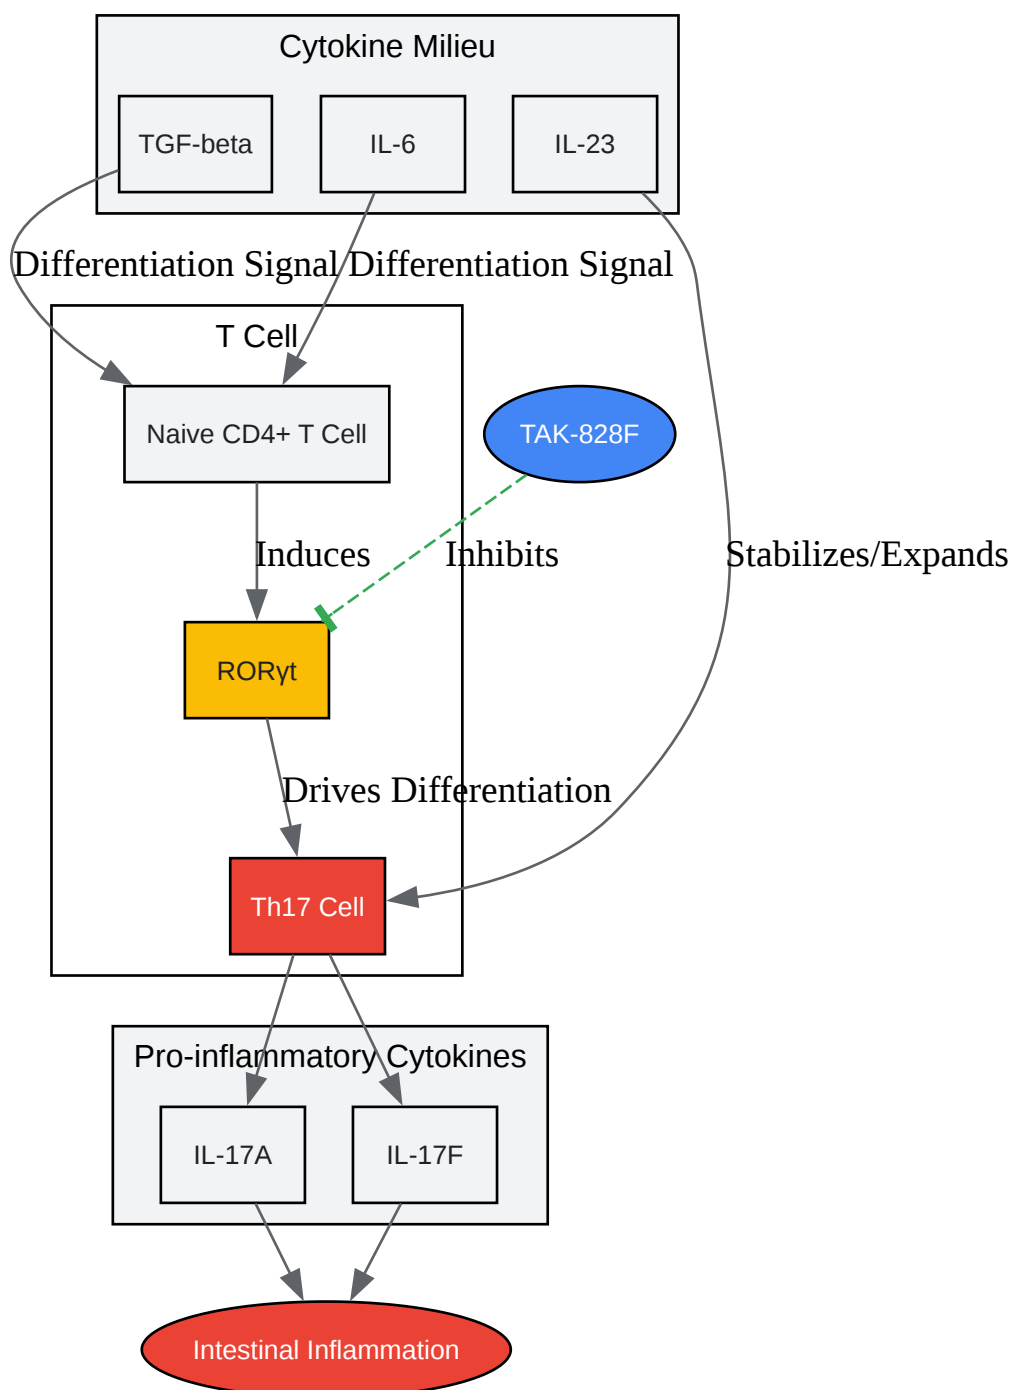 Cytokine Milieu
TGF-beta
IL-6
IL-23
Differentiation Signal
Differentiation Signal
T Cell
Naive CD4+ T Cell
TAK-828F
Induces
Inhibits
Stabilizes/Expands
RORγt
Drives Differentiation
Th17 Cell
Pro-inflammatory Cytokines
IL-17A
IL-17F
Intestinal Inflammation